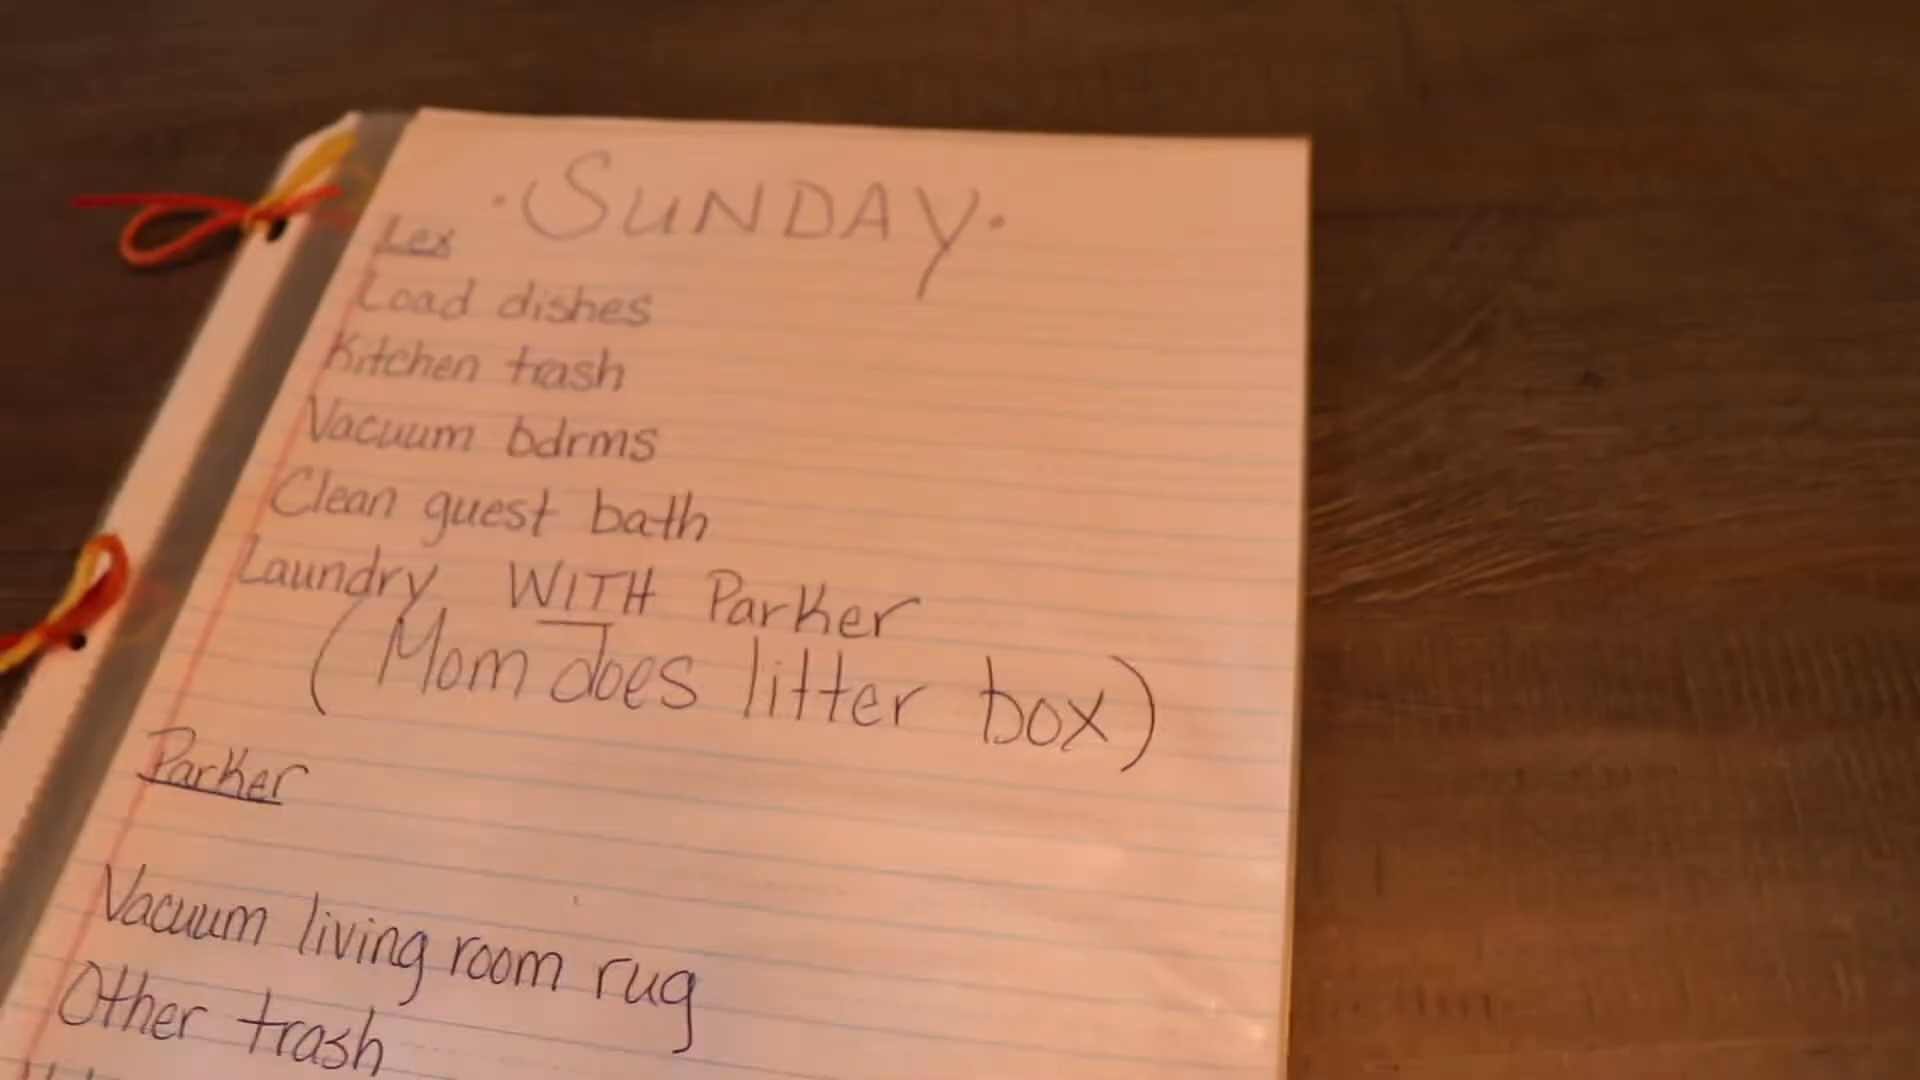 · SUNDAY ·
Lex
Load dishes
Kitchen trash
Vacuum bdrms
Clean guest bath
Laundry WITH Parker
(Mom does litter box)
Parker
Vacuum living room rug
Other trash